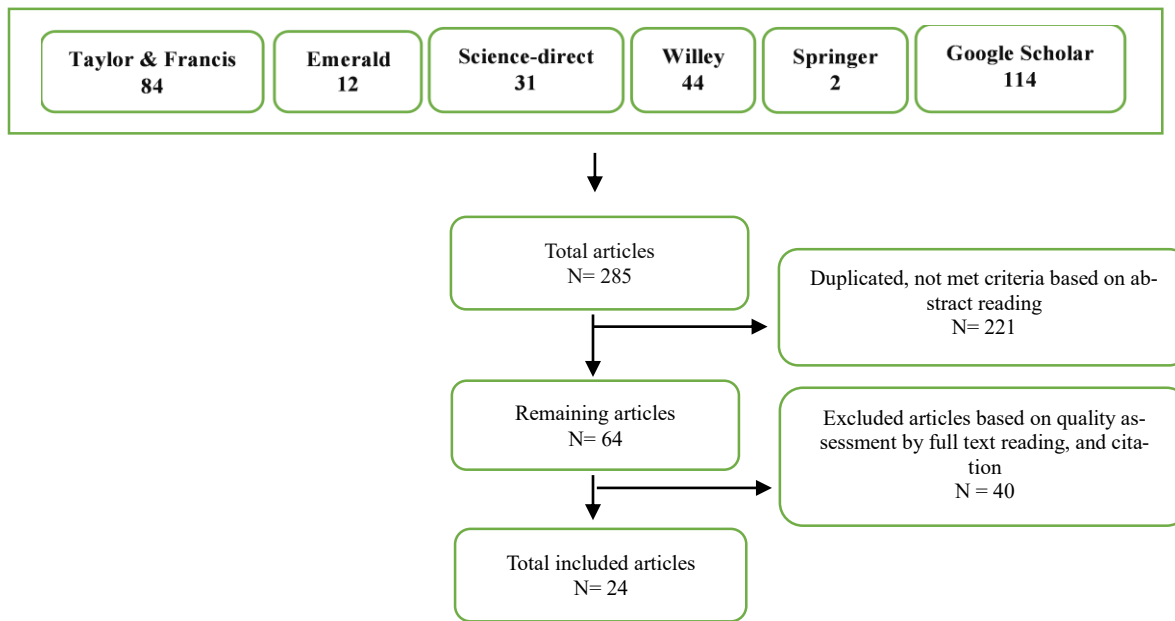 Taylor & Francis
84
Emerald
12
Science-direct
31
Willey
44
Springer
2
Google Scholar
114
Total articles
N= 285
Duplicated, not met criteria based on ab-
stract reading
N= 221
Remaining articles
N= 64
Excluded articles based on quality as-
sessment by full text reading, and cita-
tion
N = 40
Total included articles
N= 24